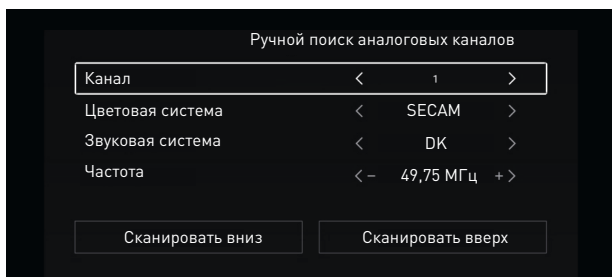 Ручной поиск аналоговых каналов
Канал < 1 >
Цветовая система < SECAM >
Звуковая система < DK >
Частота < − 49,75 МГц + >
Сканировать вниз Сканировать вверх